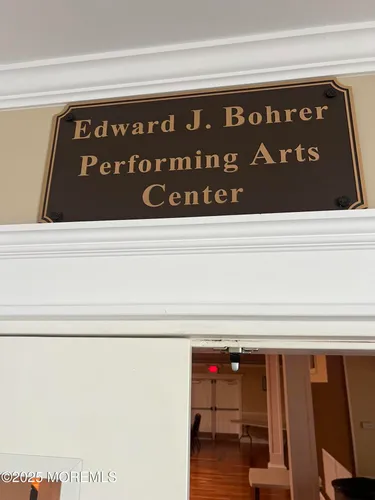 Edward J. Bohrer
Performing Arts
Center
©2025 MOREMLS